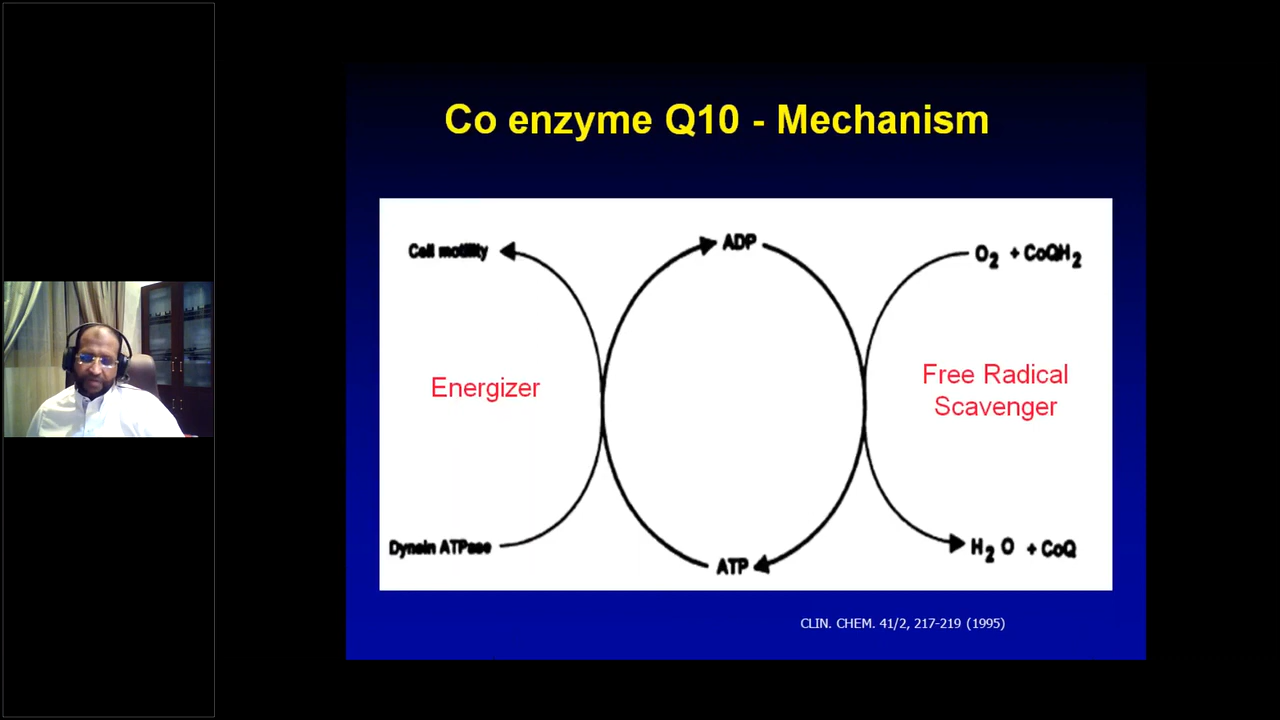 Co enzyme Q10 - Mechanism
Cell motility
ADP
O2 + CoQH2
Energizer
Free Radical
Scavenger
Dynein ATPase
ATP
H2O + CoQ
CLIN. CHEM. 41/2, 217-219 (1995)